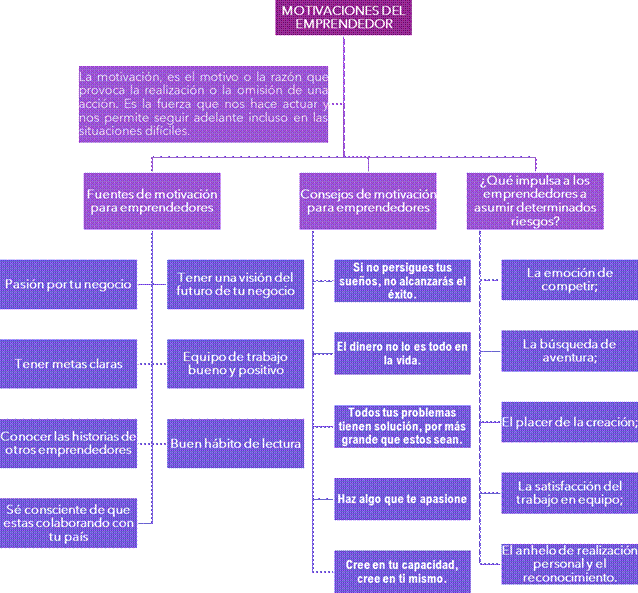 MOTIVACIONES DEL
EMPRENDEDOR
La motivación, es el motivo o la razón que
provoca la realización o la omisión de una
acción. Es la fuerza que nos hace actuar y
nos permite seguir adelante incluso en las
situaciones difíciles.
Fuentes de motivación
para emprendedores
Pasión por tu negocio
Tener una visión del
futuro de tu negocio
Tener metas claras
Equipo de trabajo
bueno y positivo
Conocer las historias de
otros emprendedores
Buen hábito de lectura
Sé consciente de que
estas colaborando con
tu país
Consejos de motivación
para emprendedores
Si no persigues tus
sueños, no alcanzarás el
éxito.
El dinero no lo es todo en
la vida.
Todos tus problemas
tienen solución, por más
grande que estos sean.
Haz algo que te apasione
Cree en tu capacidad,
cree en ti mismo.
¿Qué impulsa a los
emprendedores a
asumir determinados
riesgos?
La emoción de
competir;
La búsqueda de
aventura;
El placer de la creación;
La satisfacción del
trabajo en equipo;
El anhelo de realización
personal y el
reconocimiento.